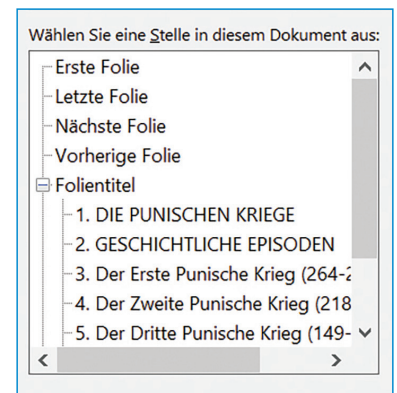 Wählen Sie eine Stelle in diesem Dokument aus:
Erste Folie
Letzte Folie
Nächste Folie
Vorherige Folie
Folientitel
1. DIE PUNISCHEN KRIEGE
2. GESCHICHTLICHE EPISODEN
3. Der Erste Punische Krieg (264-2
4. Der Zweite Punische Krieg (218
5. Der Dritte Punische Krieg (149-